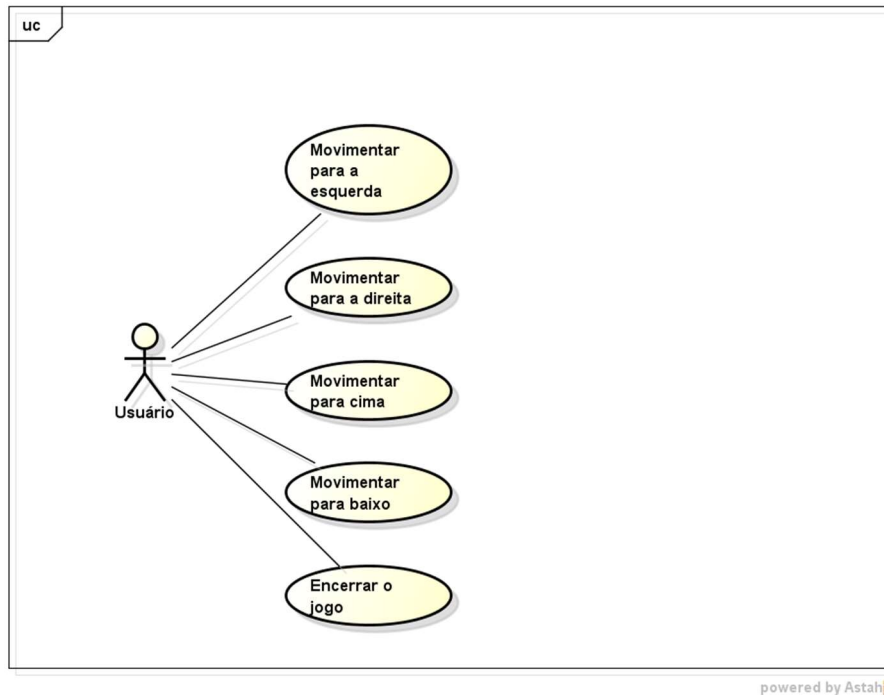 uc
Movimentar
para a
esquerda
Movimentar
para a direita
Movimentar
para cima
Usuário
Movimentar
para baixo
Encerrar o
jogo
powered by Astah